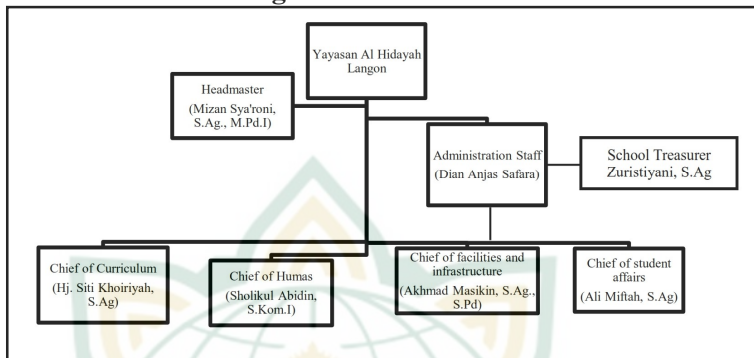 Yayasan Al Hidayah
Langon
Headmaster
(Mizan Sya'roni,
S.Ag., M.Pd.I)
Administration Staff
(Dian Anjas Safara)
School Treasurer
Zuristiyani, S.Ag
Chief of Curriculum
(Hj. Siti Khoiriyah,
S.Ag)
Chief of Humas
(Sholikul Abidin,
S.Kom.I)
Chief of facilities and
infrastructure
(Akhmad Masikin, S.Ag.,
S.Pd)
Chief of student
affairs
(Ali Miftah, S.Ag)